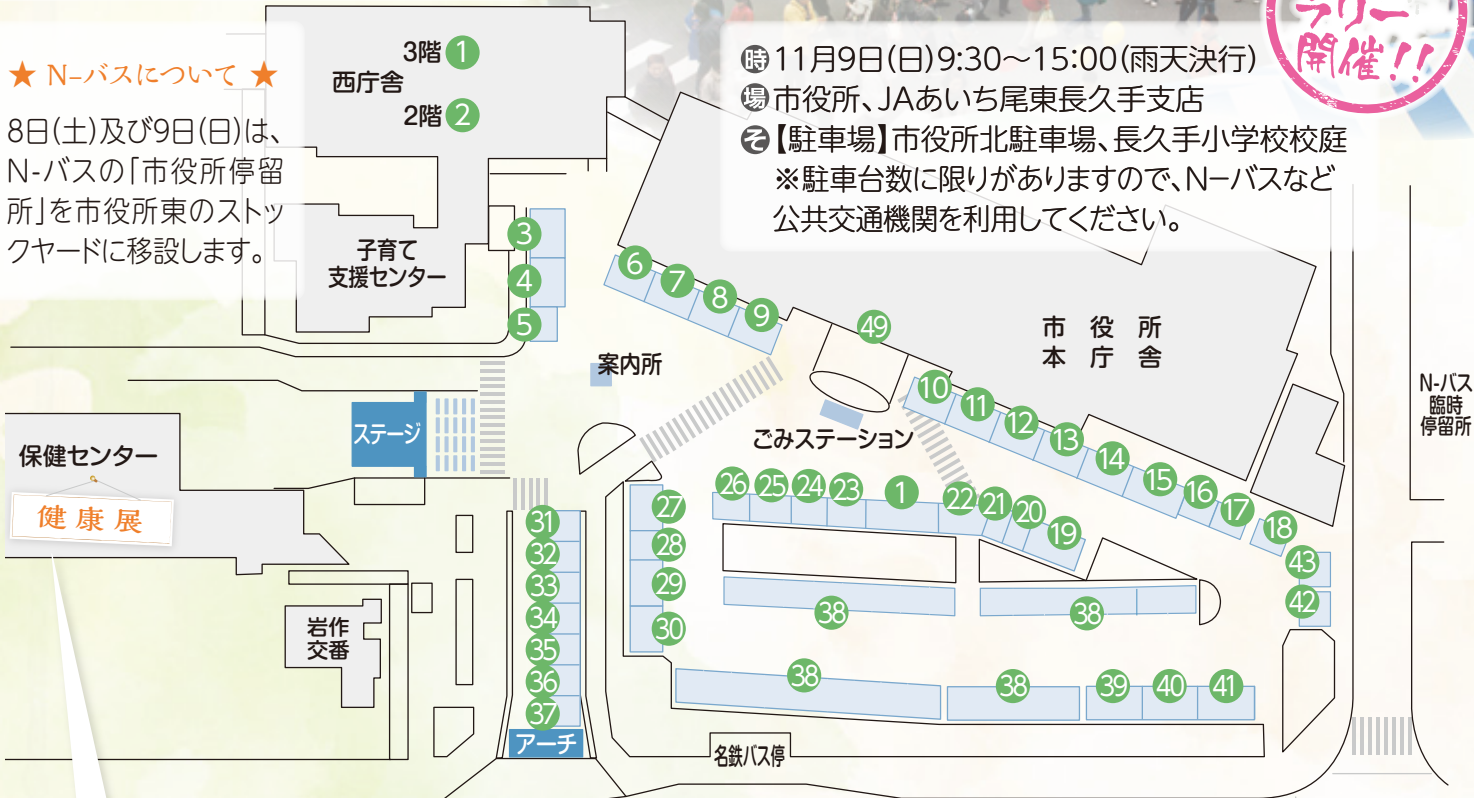 ラリー
開催!!
★ N-バスについて ★
8日(土)及び9日(日)は、
N-バスの「市役所停留
所」を市役所東のストッ
クヤードに移設します。
時11月9日(日)9:30〜15:00(雨天決行)
場市役所、JAあいち尾東長久手支店
そ【駐車場】市役所北駐車場、長久手小学校校庭
※駐車台数に限りがありますので、N-バスなど
公共交通機関を利用してください。
3階 1
西庁舎
2階 2
子育て
支援センター
3
4
5
6
7
8
9
49
市役所
本庁舎
案内所
10
11
12
13
14
15
16
17
18
43
42
N-バス
臨時
停留所
ステージ
ごみステーション
保健センター
健康展
26
25
24
23
1
22
21
20
19
27
28
29
30
31
32
33
34
35
36
37
アーチ
38
38
38
38
39
40
41
岩作
交番
名鉄バス停